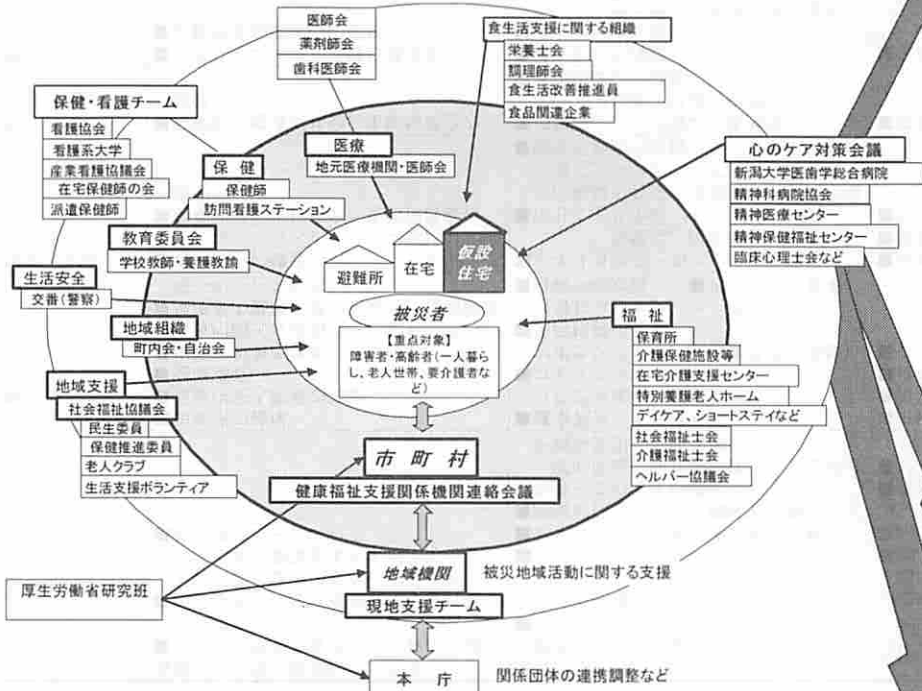 医師会
薬剤師会
歯科医師会
食生活支援に関する組織
栄養士会
調理師会
食生活改善推進員
食品関連企業
保健・看護チーム
看護協会
看護系大学
産業看護協議会
在宅保健師の会
派遣保健師
保 健
保健師
訪問看護ステーション
医療
地元医療機関・医師会
心のケア対策会議
新潟大学医歯学総合病院
精神科病院協会
精神医療センター
精神保健福祉センター
臨床心理士会など
教育委員会
学校教師・養護教諭
生活安全
交番(警察)
地域組織
町内会・自治会
地域支援
社会福祉協議会
民生委員
保健推進委員
老人クラブ
生活支援ボランティア
避難所
在宅
仮設
住宅
被災者
【重点対象】
障害者・高齢者(一人暮ら
し、老人世帯、要介護者な
ど)
福 祉
保育所
介護保健施設等
在宅介護支援センター
特別養護老人ホーム
デイケア、ショートステイなど
社会福祉士会
介護福祉士会
ヘルパー協議会
市 町 村
健康福祉支援関係機関連絡会議
地域機関
被災地域活動に関する支援
現地支援チーム
厚生労働省研究班
本 庁
関係団体の連携調整など